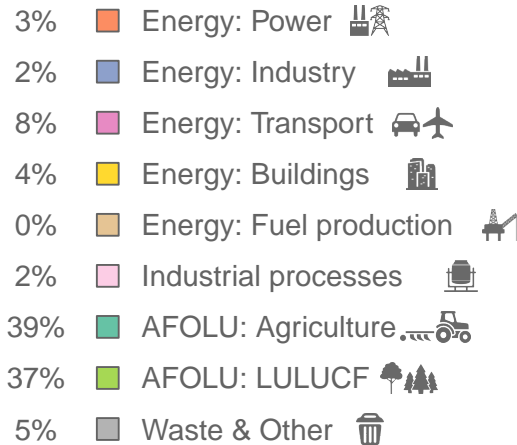 3% Energy: Power
2% Energy: Industry
8% Energy: Transport
4% Energy: Buildings
0% Energy: Fuel production
2% Industrial processes
39% AFOLU: Agriculture
37% AFOLU: LULUCF
5% Waste & Other